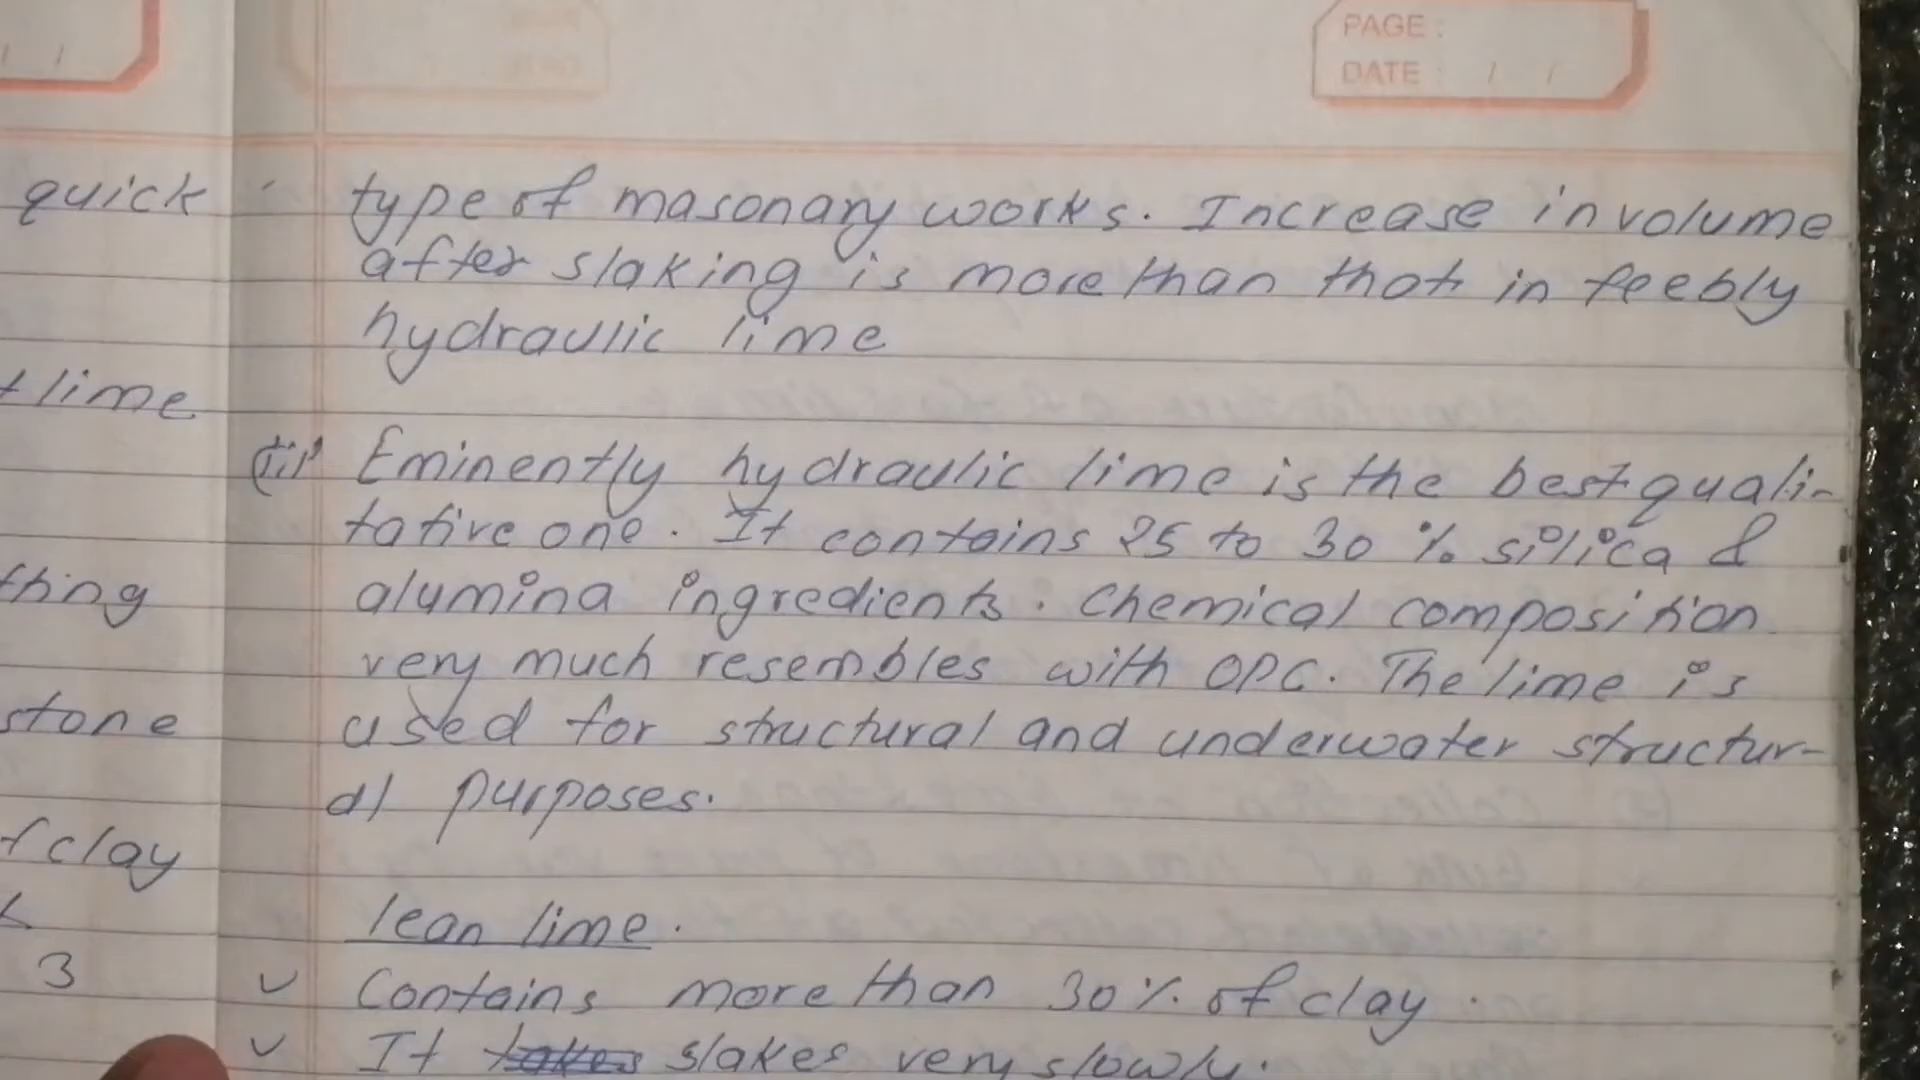 PAGE :
DATE : / /
quick
lime
thing
stone
f clay
3
type of masonary works. Increase in volume
after slaking is more than that in feebly
hydraulic lime
(iii) Eminently hydraulic lime is the best quali-
tative one. It contains 25 to 30 % silica &
alumina ingredients. Chemical composition
very much resembles with OPC. The lime is
used for structural and underwater structur-
al purposes.
lean lime.
✓ Contains more than 30% of clay.
✓ It takes slakes very slowly.